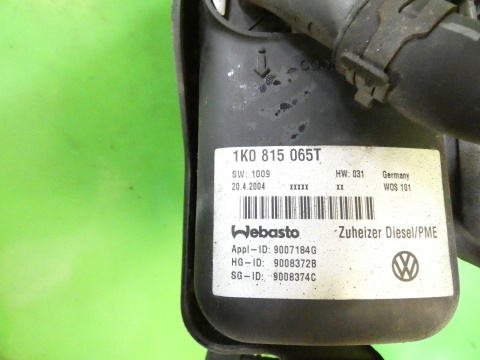 1K0 815 065T
SW: 1009 HW: 031 Germany
20.4.2004 xxxxx xx WOS 101
Webasto Zuheizer Diesel/PME
Appl-ID: 9007184G
HG-ID: 9008372B
SG-ID: 9008374C